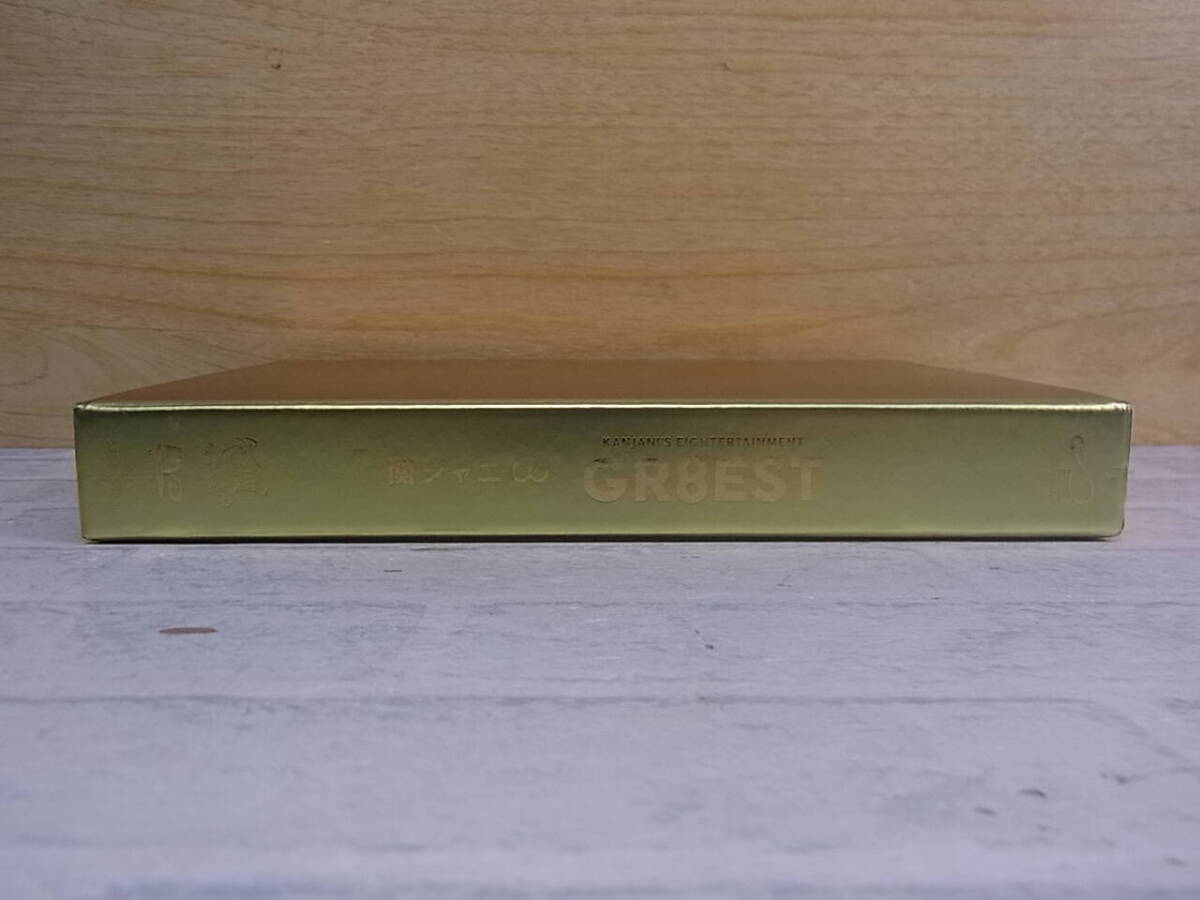 関ジャニ∞
KANJANI'S EIGHTERTAINMENT
GR8EST